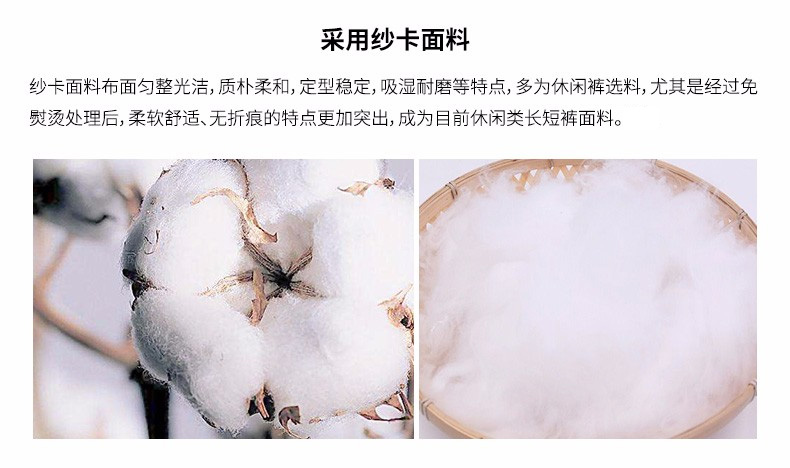 采用纱卡面料
纱卡面料布面匀整光洁，质朴柔和，定型稳定，吸湿耐磨等特点，多为休闲裤选料，尤其是经过免
熨烫处理后，柔软舒适、无折痕的特点更加突出，成为目前休闲类长短裤面料。